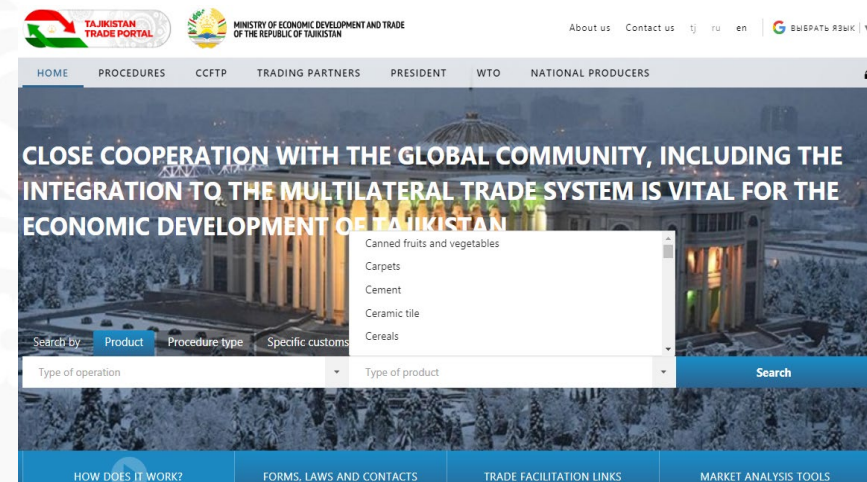 TAJIKISTAN
TRADE PORTAL
MINISTRY OF ECONOMIC DEVELOPMENT AND TRADE
OF THE REPUBLIC OF TAJIKISTAN
About us Contact us tj ru en G ВЫБРАТЬ ЯЗЫК
HOME PROCEDURES CCFTP TRADING PARTNERS PRESIDENT WTO NATIONAL PRODUCERS
CLOSE COOPERATION WITH THE GLOBAL COMMUNITY, INCLUDING THE
INTEGRATION TO THE MULTILATERAL TRADE SYSTEM IS VITAL FOR THE
ECONOMIC DEVELOPMENT OF TAJIKISTAN
Canned fruits and vegetables
Carpets
Cement
Ceramic tile
Cereals
Search by Product Procedure type Specific customs
Type of operation Type of product Search
HOW DOES IT WORK? FORMS, LAWS AND CONTACTS TRADE FACILITATION LINKS MARKET ANALYSIS TOOLS